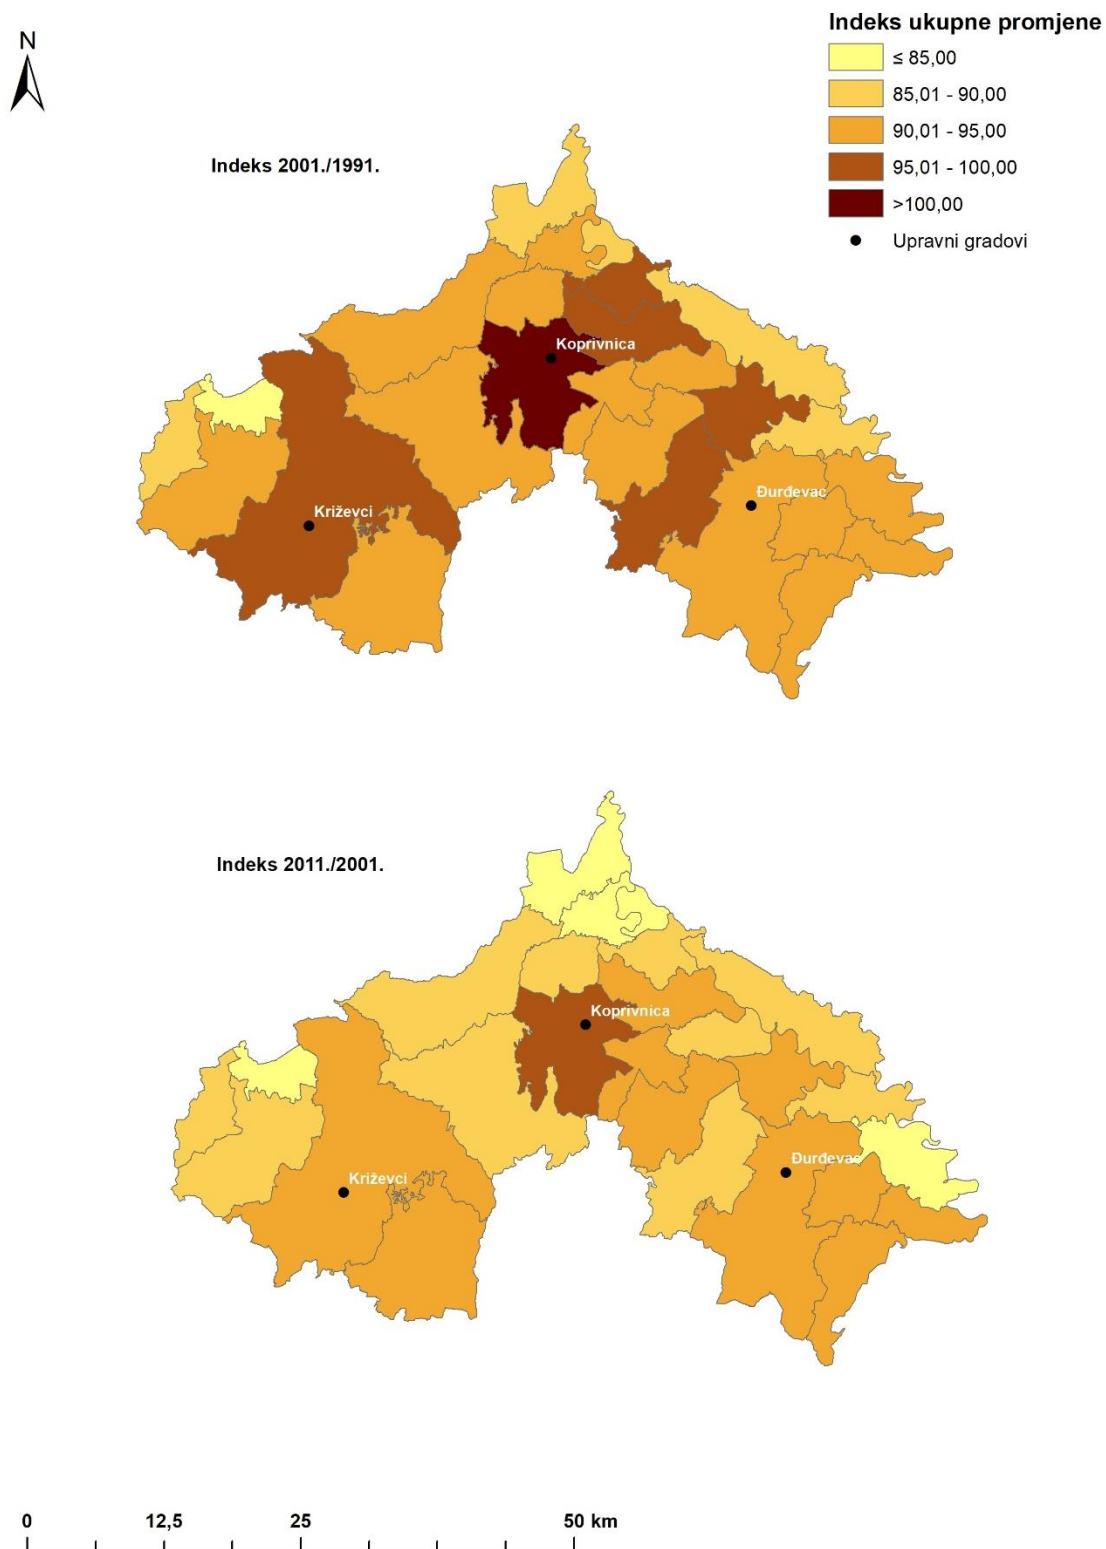 N
Indeks ukupne promjene
≤ 85,00
85,01 - 90,00
90,01 - 95,00
95,01 - 100,00
>100,00
Upravni gradovi
Indeks 2001./1991.
Koprivnica
Đurđevac
Križevci
Indeks 2011./2001.
Koprivnica
Đurđevac
Križevci
0 12,5 25 50 km